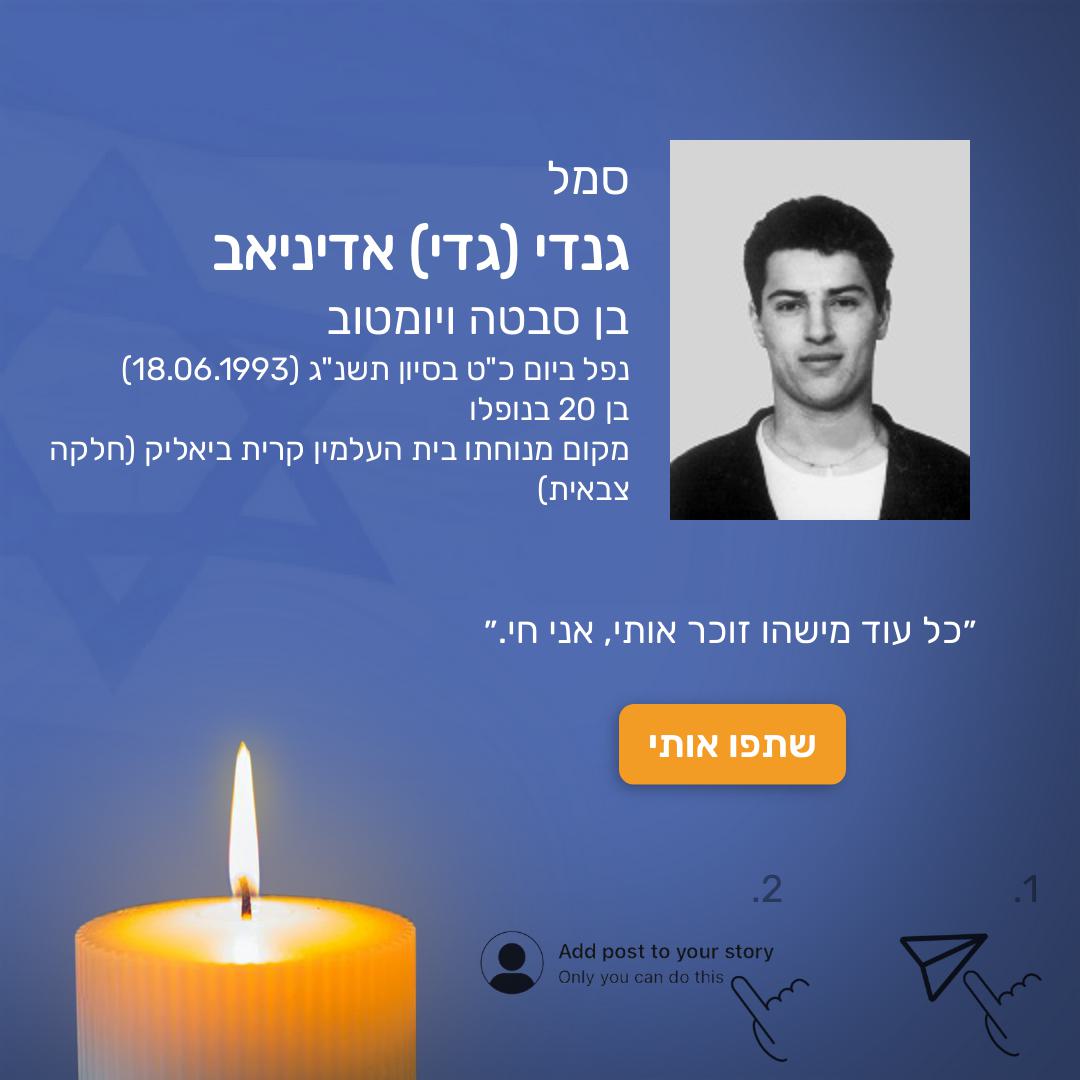 סמל
גנדי (גדי) אדיניאב
בן סבטה ויומטוב
נפל ביום כ"ט בסיון תשנ"ג (18.06.1993)
בן 20 בנופלו
מקום מנוחתו בית העלמין קרית ביאליק (חלקה
צבאית)
״כל עוד מישהו זוכר אותי, אני חי.״
שתפו אותי
.1
.2
Add post to your story
Only you can do this